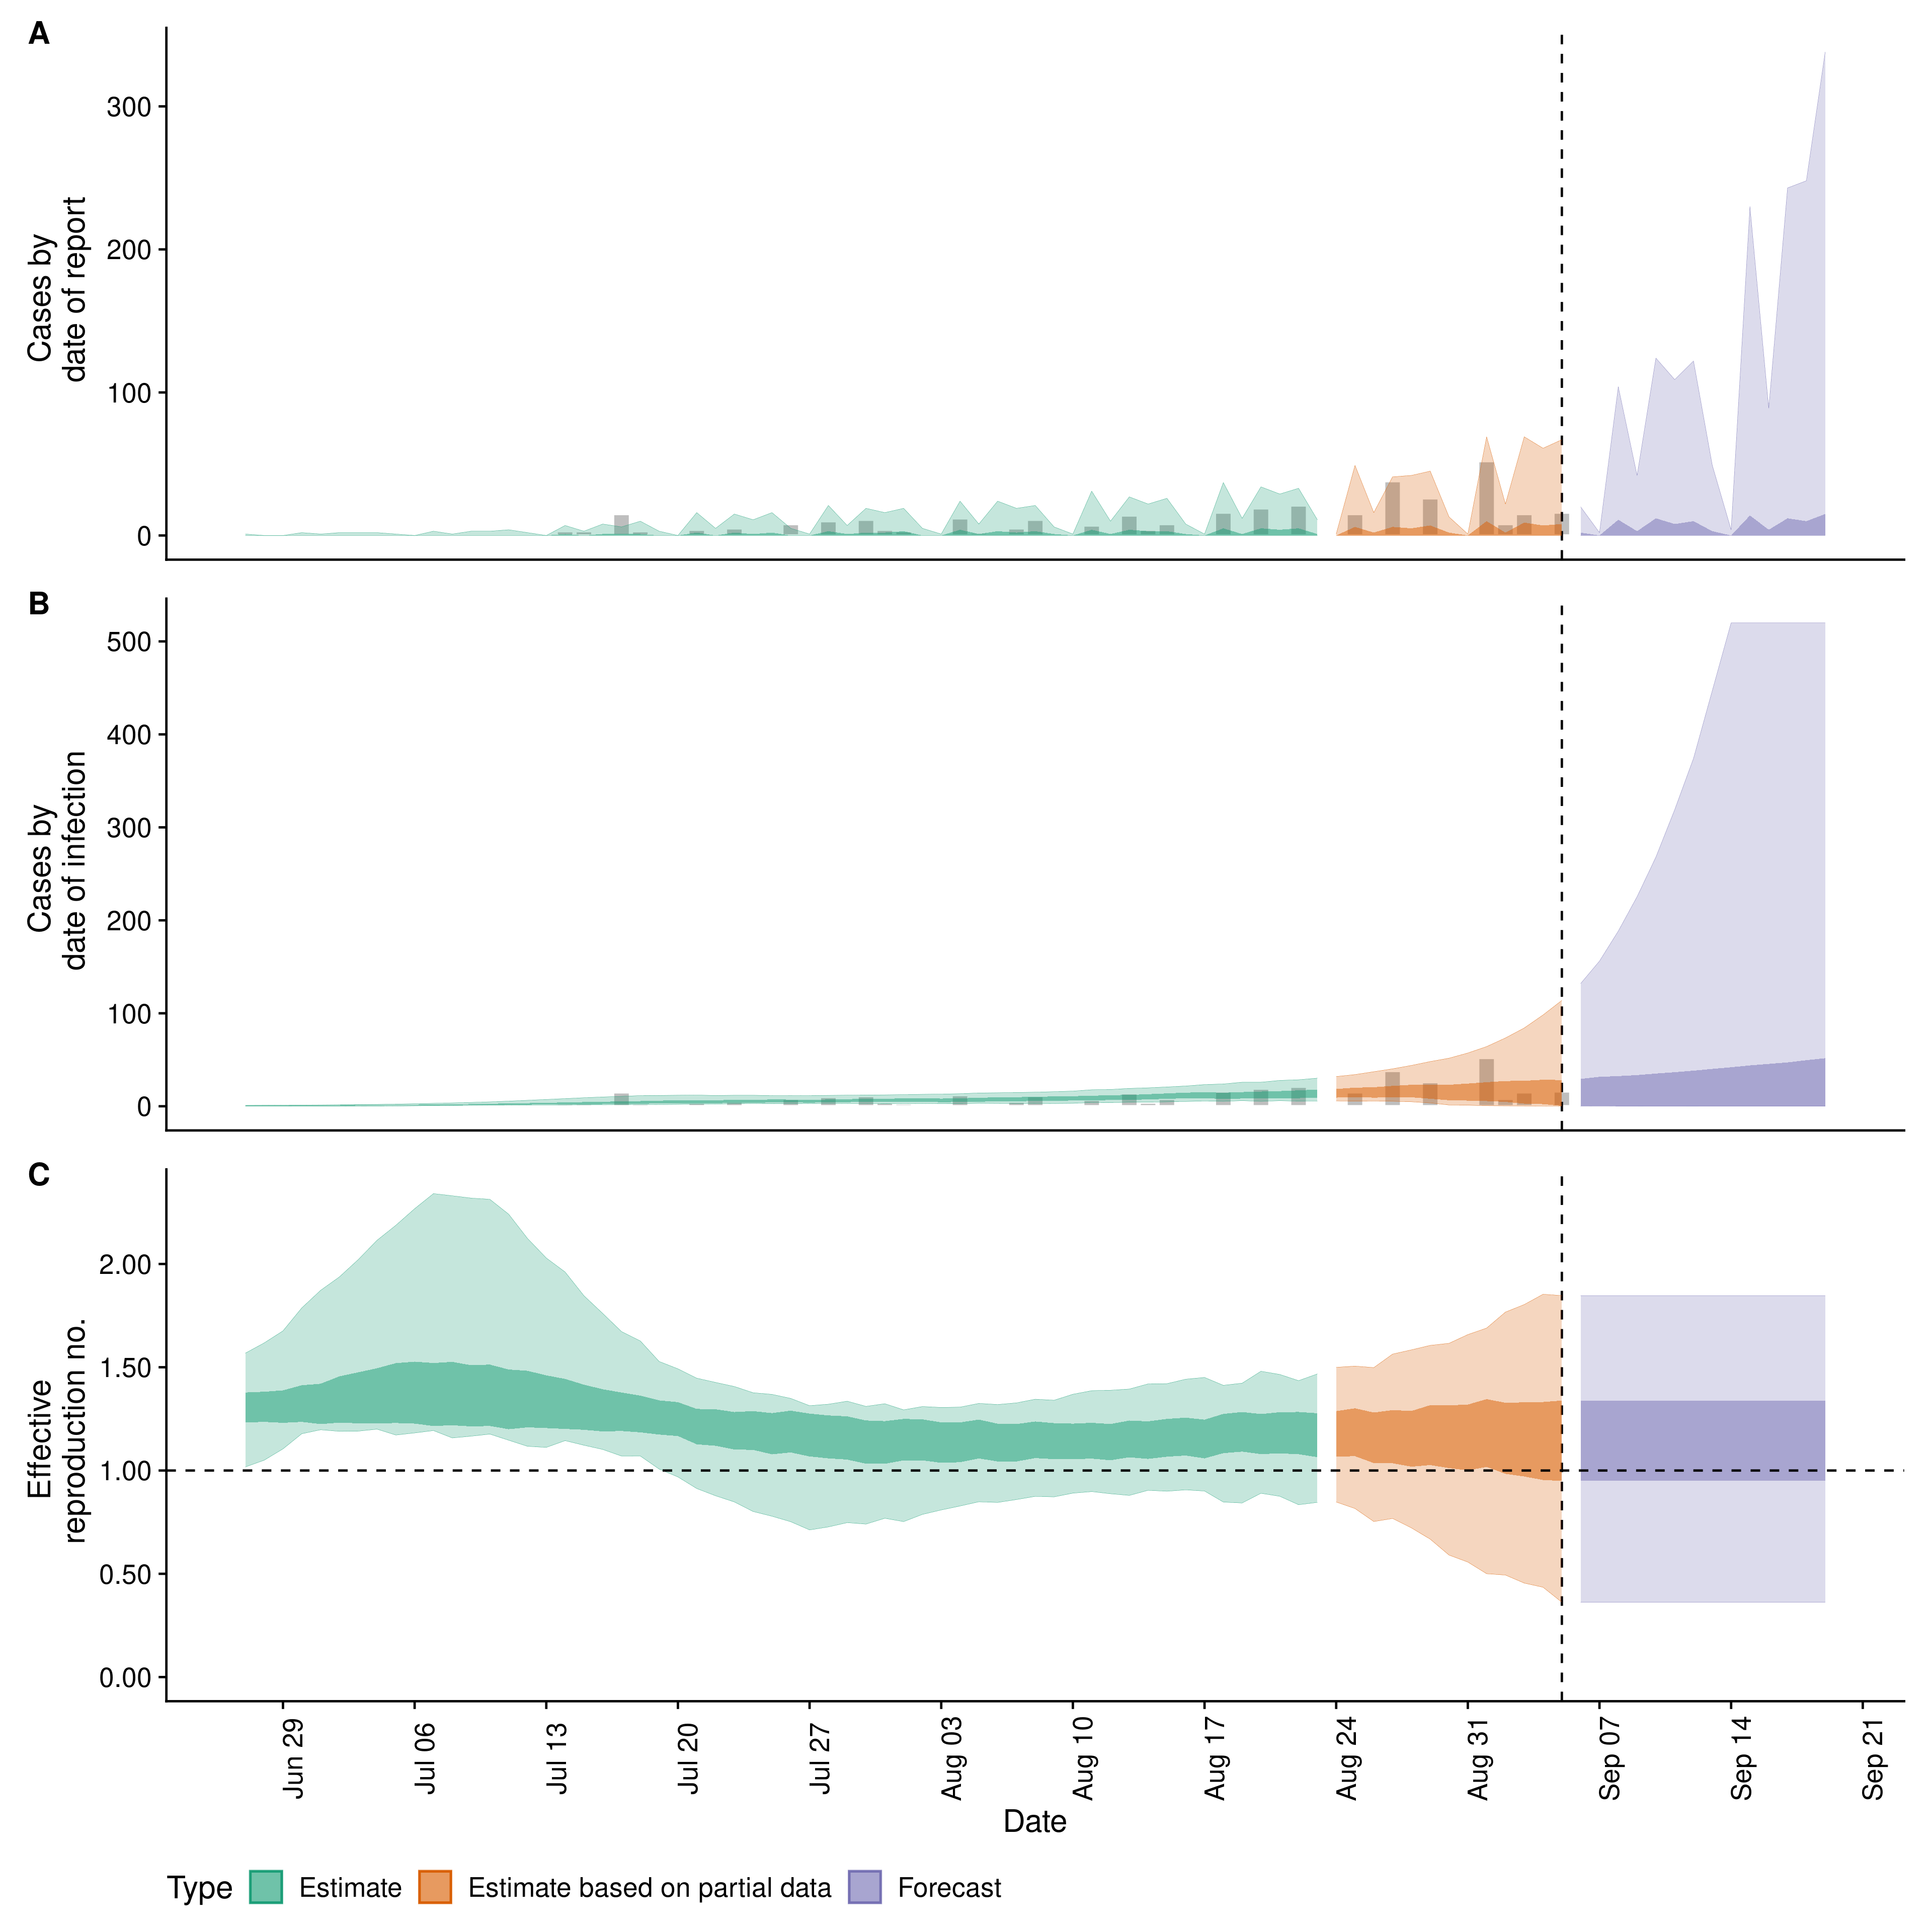 A
Cases by
date of report
300
200
100
0
B
Cases by
date of infection
500
400
300
200
100
0
C
Effective
reproduction no.
2.00
1.50
1.00
0.50
0.00
Jun 29
Jul 06
Jul 13
Jul 20
Jul 27
Aug 03
Aug 10
Aug 17
Aug 24
Aug 31
Sep 07
Sep 14
Sep 21
Date
Type Estimate Estimate based on partial data Forecast